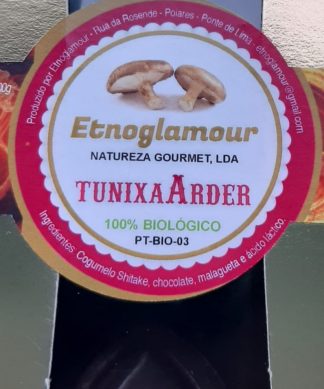 Produzido por Etnoglamour - Rua da Rosende - Poiares - Ponte de Lima - etnoglamour@gmail.com
Etnoglamour
NATUREZA GOURMET, LDA
TUNIXAARDER
100% BIOLÓGICO
PT-BIO-03
Ingredientes: Cogumelo Shitake, chocolate, malagueta e ácido láctico.